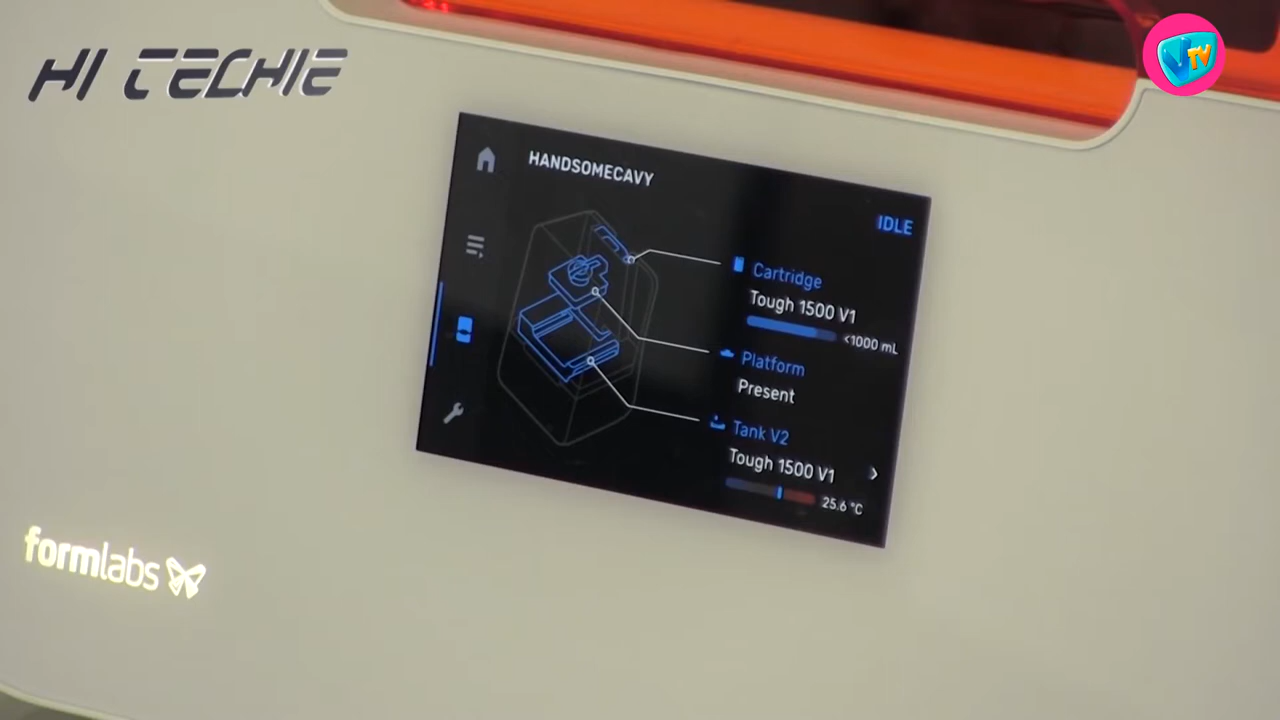 HI TECHIE
VTV
HANDSOMECAVY
IDLE
Cartridge
Tough 1500 V1
<1000 mL
Platform
Present
Tank V2
Tough 1500 V1
25.6 °C
formlabs